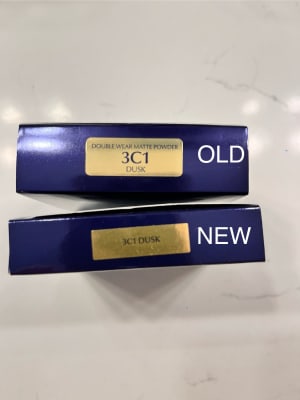 DOUBLE WEAR MATTE POWDER
3C1
DUSK
OLD
3C1 DUSK
NEW